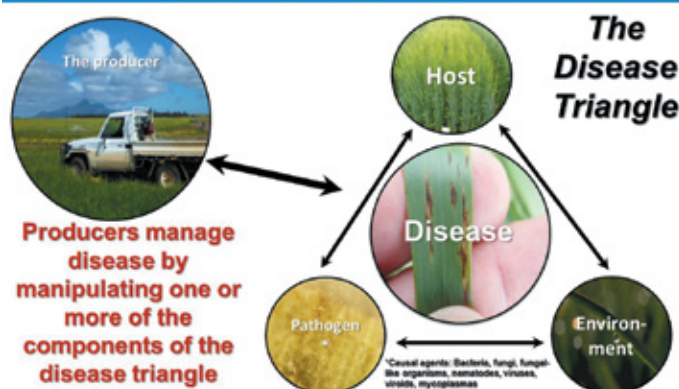 The
Disease
Triangle
The producer
Host
Disease
Producers manage
disease by
manipulating one or
more of the
components of the
disease triangle
Pathogen
*
Environ-
ment
*Causal agents: Bacteria, fungi, fungal-
like organisms, nematodes, viruses,
viroids, mycoplasmas